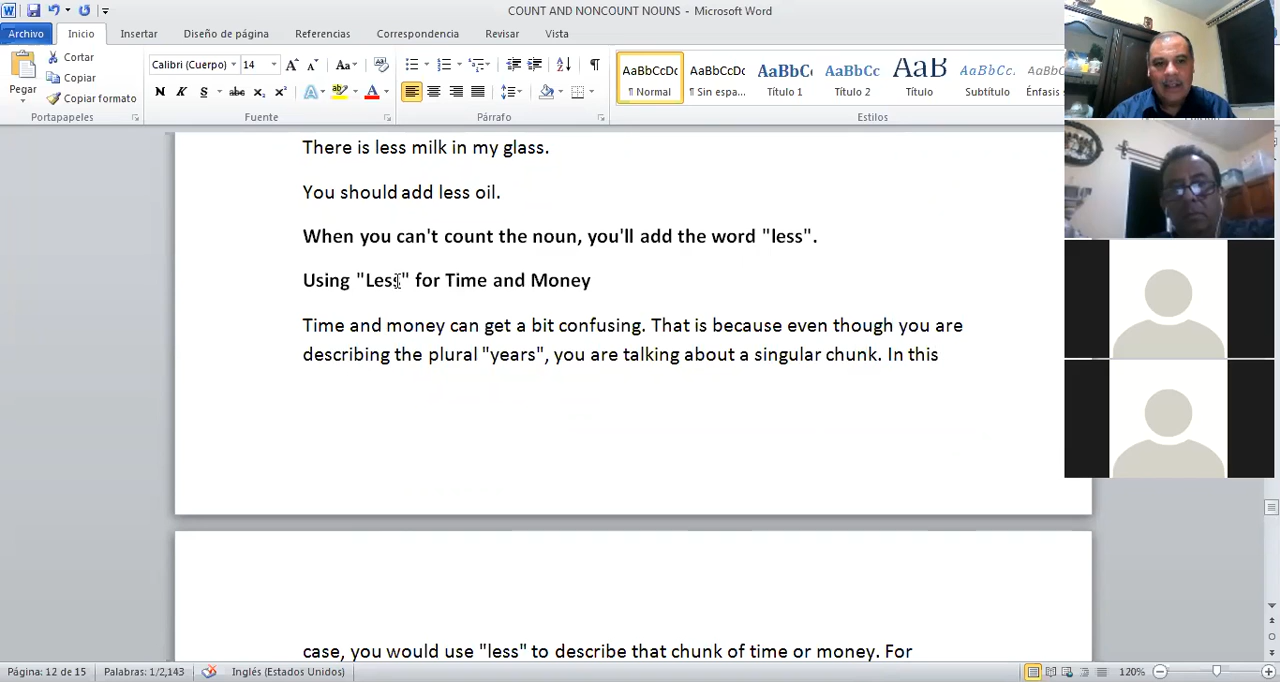 COUNT AND NONCOUNT NOUNS - Microsoft Word
Archivo Inicio Insertar Diseño de página Referencias Correspondencia Revisar Vista
Pegar
Cortar
Copiar
Copiar formato
Portapapeles
Calibri (Cuerpo) 14
Fuente
Párrafo
AaBbCcDc AaBbCcDc AaBbC AaBbCc AaB AaBbCc AaBbCc
¶ Normal ¶ Sin espa... Título 1 Título 2 Título Subtítulo Énfasis
Estilos
There is less milk in my glass.
You should add less oil.
When you can't count the noun, you'll add the word "less".
Using "Less" for Time and Money
Time and money can get a bit confusing. That is because even though you are
describing the plural "years", you are talking about a singular chunk. In this
case, you would use "less" to describe that chunk of time or money. For
Página: 12 de 15 Palabras: 1/2,143 Inglés (Estados Unidos) 120%